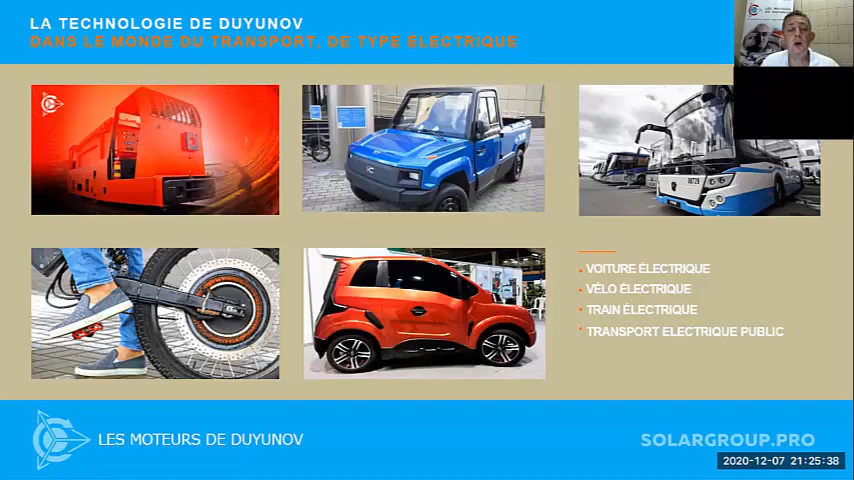 LA TECHNOLOGIE DE DUYUNOV
DANS LE MONDE DU TRANSPORT, DE TYPE ÉLECTRIQUE
VOITURE ÉLECTRIQUE
VÉLO ÉLECTRIQUE
TRAIN ÉLECTRIQUE
TRANSPORT ELECTRIQUE PUBLIC
LES MOTEURS DE DUYUNOV
SOLARGROUP.PRO
2020-12-07 21:25:38